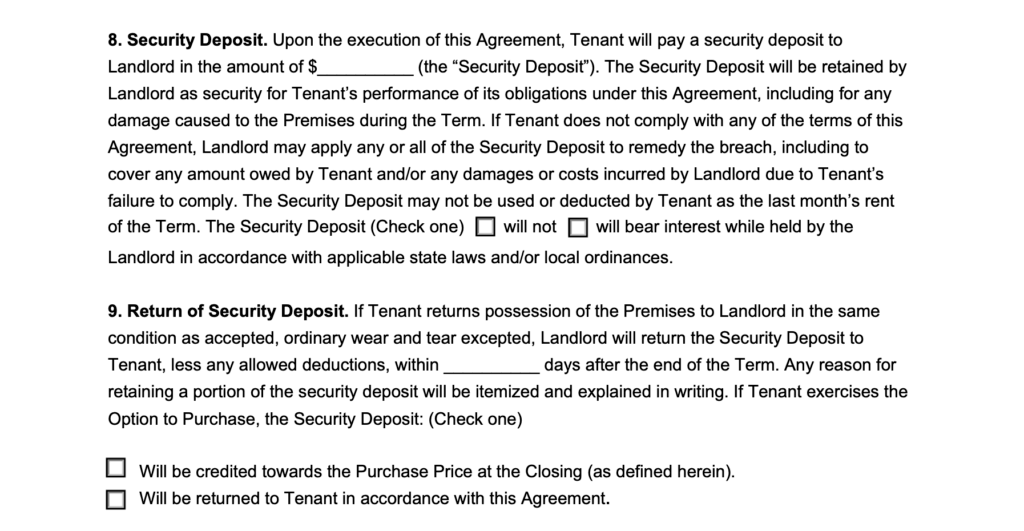 8. Security Deposit. Upon the execution of this Agreement, Tenant will pay a security deposit to
Landlord in the amount of $__________ (the “Security Deposit”). The Security Deposit will be retained by
Landlord as security for Tenant’s performance of its obligations under this Agreement, including for any
damage caused to the Premises during the Term. If Tenant does not comply with any of the terms of this
Agreement, Landlord may apply any or all of the Security Deposit to remedy the breach, including to
cover any amount owed by Tenant and/or any damages or costs incurred by Landlord due to Tenant’s
failure to comply. The Security Deposit may not be used or deducted by Tenant as the last month’s rent
of the Term. The Security Deposit (Check one) ☐ will not ☐ will bear interest while held by the
Landlord in accordance with applicable state laws and/or local ordinances.
9. Return of Security Deposit. If Tenant returns possession of the Premises to Landlord in the same
condition as accepted, ordinary wear and tear excepted, Landlord will return the Security Deposit to
Tenant, less any allowed deductions, within __________ days after the end of the Term. Any reason for
retaining a portion of the security deposit will be itemized and explained in writing. If Tenant exercises the
Option to Purchase, the Security Deposit: (Check one)
☐ Will be credited towards the Purchase Price at the Closing (as defined herein).
☐ Will be returned to Tenant in accordance with this Agreement.